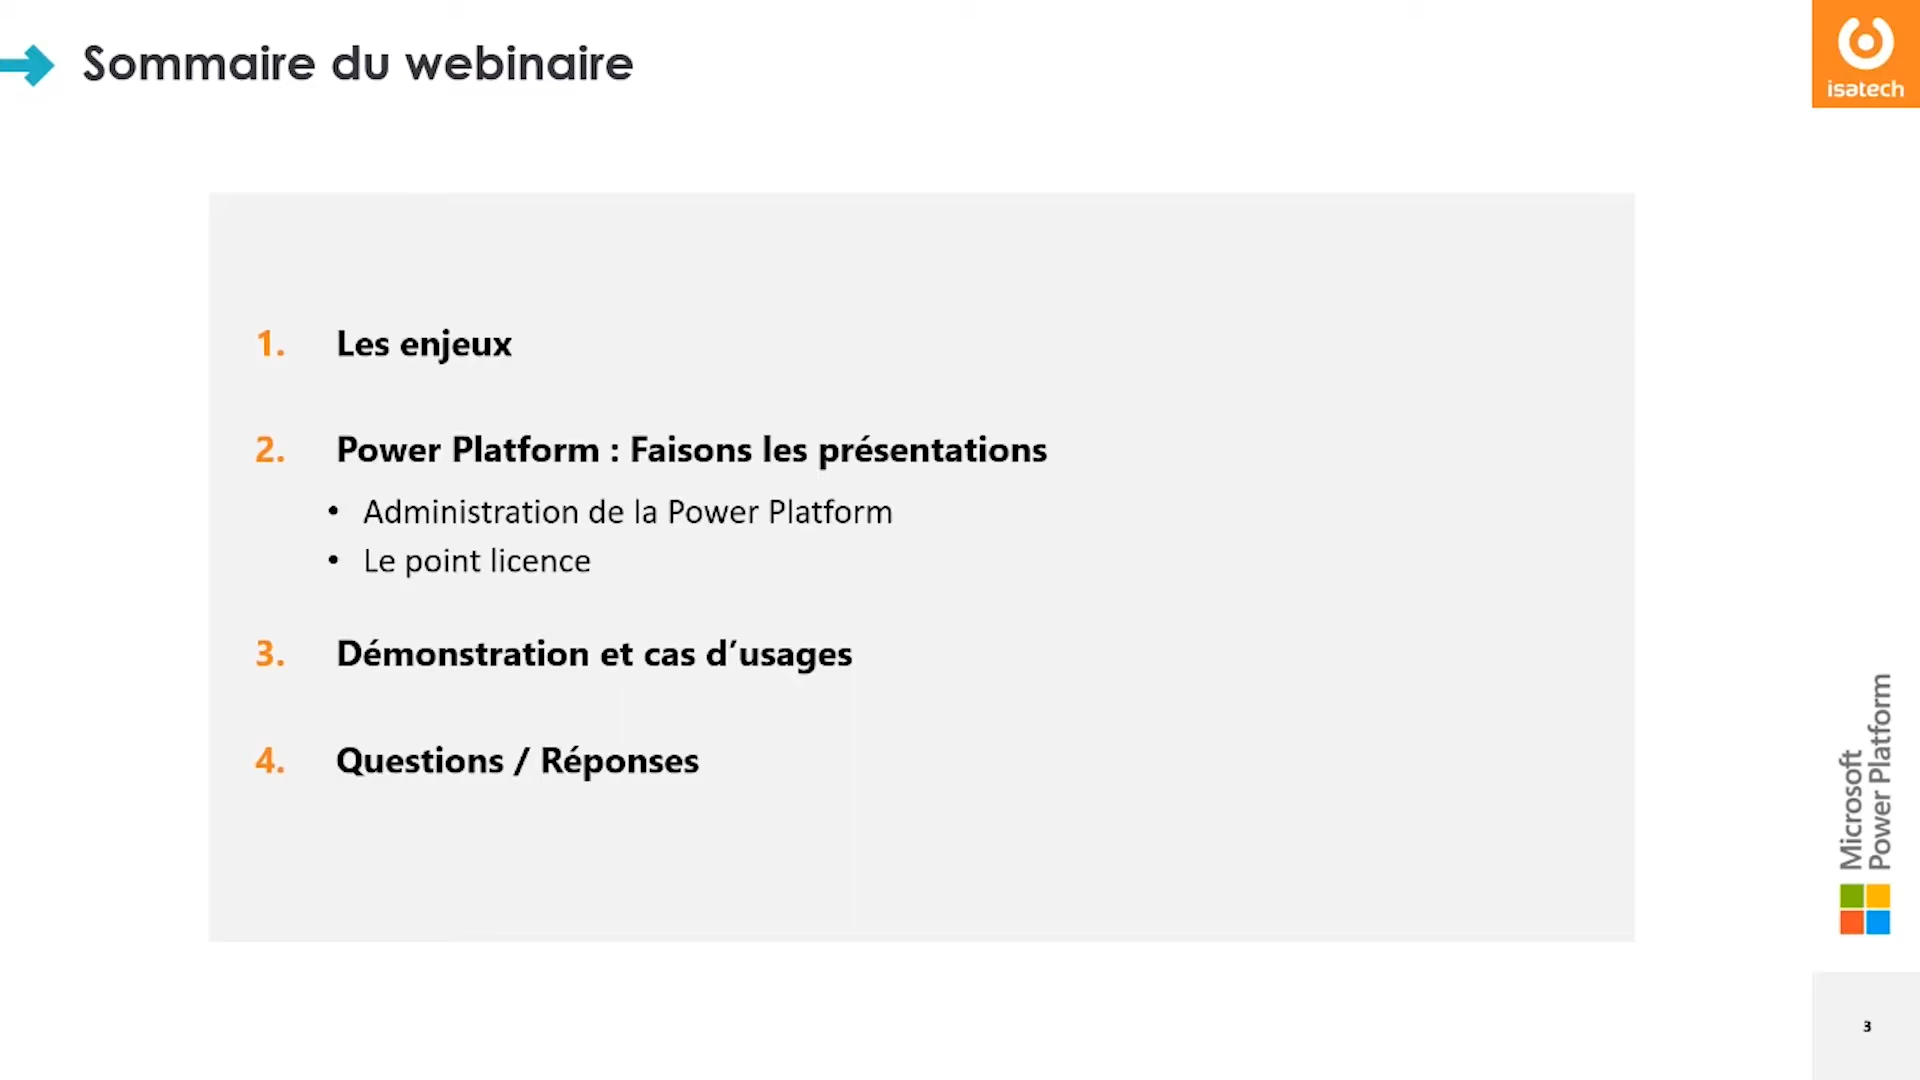 Sommaire du webinaire
isatech
1. Les enjeux
2. Power Platform : Faisons les présentations
• Administration de la Power Platform
• Le point licence
3. Démonstration et cas d’usages
4. Questions / Réponses
Microsoft
Power Platform
3